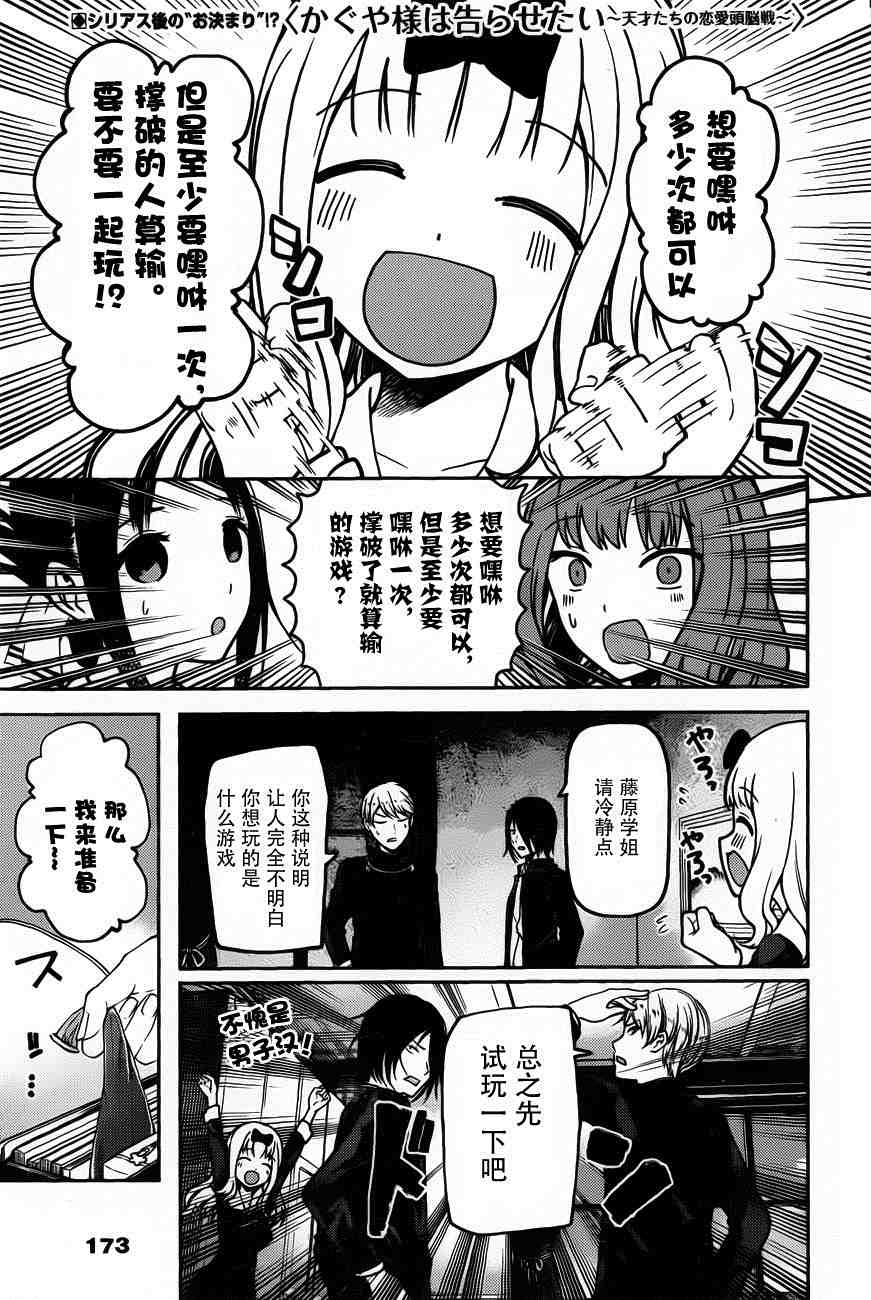 シリアス後の“お決まり”!?
〈かぐや様は告らせたい～天才たちの恋愛頭脳戦～〉
想要嘿咻
多少次都可以
但是至少要嘿咻一次，
撑破的人算输。
要不要一起玩!?
シュコ
シュコ
想要嘿咻
多少次都可以，
但是至少要
嘿咻一次，
撑破了就算输
的游戏？
やろっ
やろっ
藤原学姐
请冷静点
你这种说明
让人完全不明白
你想玩的是
什么游戏
总之先
试玩一下吧
ドドド
不愧是
男子汉!
那么
我来准备
一下~~
ス
!!
…
173